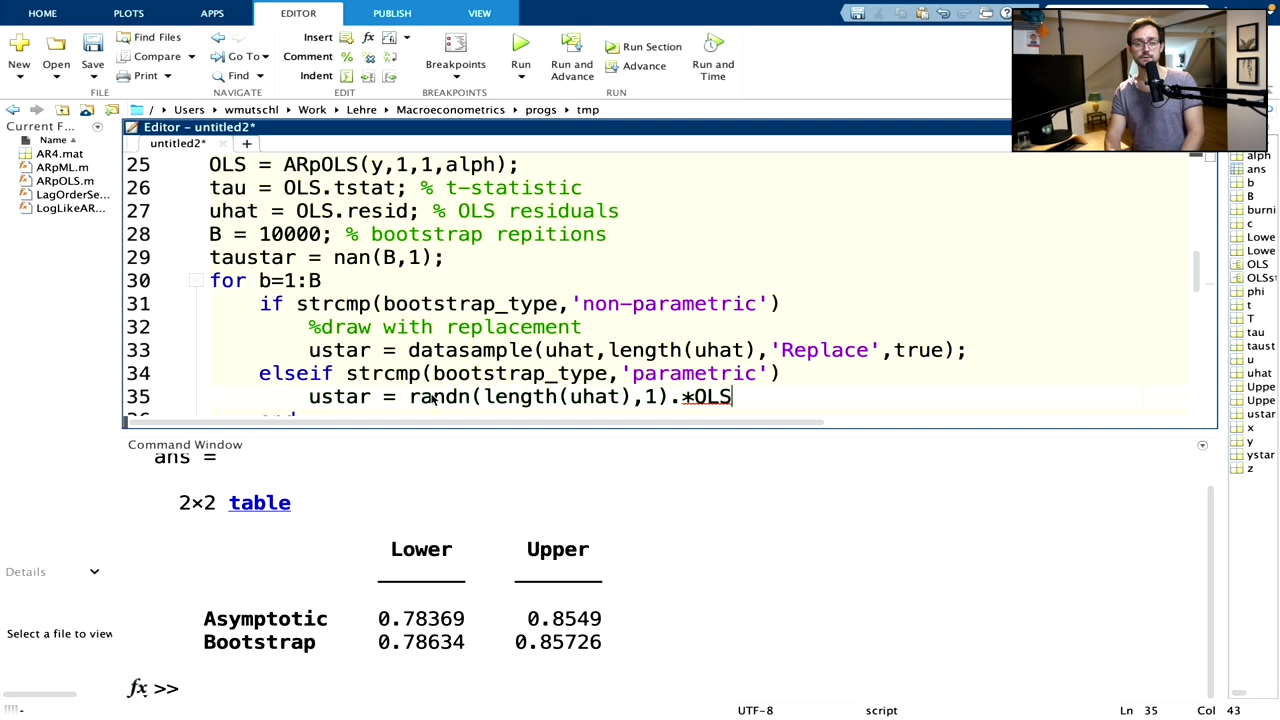 HOME PLOTS APPS EDITOR PUBLISH VIEW
New Open Save Find Files Compare Print
Go To Find
Insert Comment Indent
Breakpoints
Run Run and Advance Run Section Advance Run and Time
FILE NAVIGATE EDIT BREAKPOINTS RUN
/ Users wmutschl Work Lehre Macroeconometrics progs tmp
Current F...
Name
AR4.mat
ARpML.m
ARpOLS.m
LagOrderSe...
LogLikeAR...
Editor - untitled2*
untitled2* × +
25 OLS = ARpOLS(y,1,1,alph);
26 tau = OLS.tstat; % t-statistic
27 uhat = OLS.resid; % OLS residuals
28 B = 10000; % bootstrap repitions
29 taustar = nan(B,1);
30 for b=1:B
31 if strcmp(bootstrap_type,'non-parametric')
32 %draw with replacement
33 ustar = datasample(uhat,length(uhat),'Replace',true);
34 elseif strcmp(bootstrap_type,'parametric')
35 ustar = randn(length(uhat),1).*OLS
Command Window
ans =
2×2 table
Lower Upper
Asymptotic 0.78369 0.8549
Bootstrap 0.78634 0.85726
fx >>
Details
Select a file to view
alph
ans
b
B
burni
c
Lowe
Lowe
OLS
OLSst
phi
t
T
tau
taust
u
uhat
Uppe
Uppe
ustar
x
y
ystar
z
UTF-8 script Ln 35 Col 43